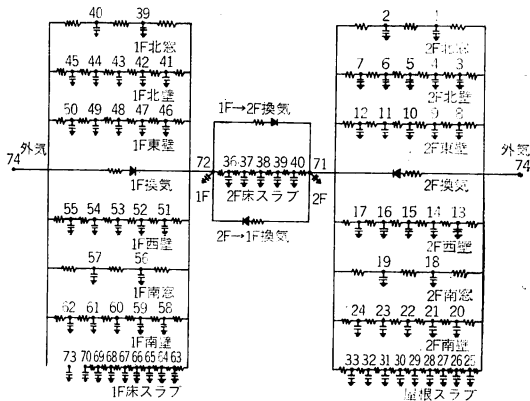 40 39
1F北窓
45 44 43 42 41
1F北壁
50 49 48 47 46
1F東壁
外気
74
1F換気
55 54 53 52 51
1F西壁
57 56
1F南窓
62 61 60 59 58
1F南壁
73 70 69 68 67 66 65 64 63
1F床スラブ
1F→2F換気
72 36 37 38 39 40 71
1F 2F床スラブ 2F
2F→1F換気
2 1
2F北窓
7 6 5 4 3
2F北壁
12 11 10 9 8
2F東壁
外気
74
2F換気
17 16 15 14 13
2F西壁
19 18
2F南窓
24 23 22 21 20
2F南壁
33 32 31 30 29 28 27 26 25
屋根スラブ